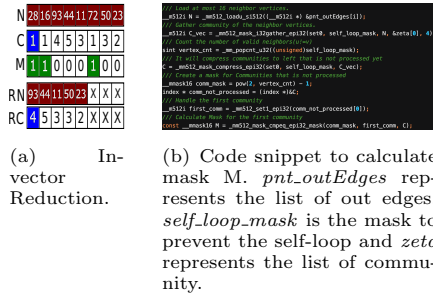 N 28 16 93 44 11 72 50 23
C 1 1 4 5 3 1 3 2
M 1 1 0 0 0 1 0 0
RN 93 44 11 50 23 X X X
RC 4 5 3 3 2 X X X
(a) In-
vector
Reduction.
/// Load at most 16 neighbor vertices.
__m512i N = _mm512_loadu_si512((__m512i *) &pnt_outEdges[i]);
/// Gather community of the neighbor vertices.
__m512i C_vec = _mm512_mask_i32gather_epi32(set0, self_loop_mask, N, &zeta[0], 4)
/// Count the number of valid neighbors
sint vertex_cnt = _mm_popcnt_u32((unsigned)self_loop_mask);
/// It will compress communities to left that is not processed yet
C = _mm512_mask_compress_epi32(set0, self_loop_mask, C_vec);
/// Create a mask for Communities that is not processed
__mmask16 comm_mask = pow(2, vertex_cnt) - 1;
index * comm_not_processed = (index *)&C;
/// Handle the first community
__m512i first_comm = _mm512_set1_epi32(comm_not_processed[0]);
/// Calculate Mask for the first community
const __mmask16 M = _mm512_mask_cmpeq_epi32_mask(comm_mask, first_comm, C);
(b) Code snippet to calculate
mask M. pnt_outEdges rep-
resents the list of out edges
self_loop_mask is the mask to
prevent the self-loop and zeta
represents the list of commu-
nity.